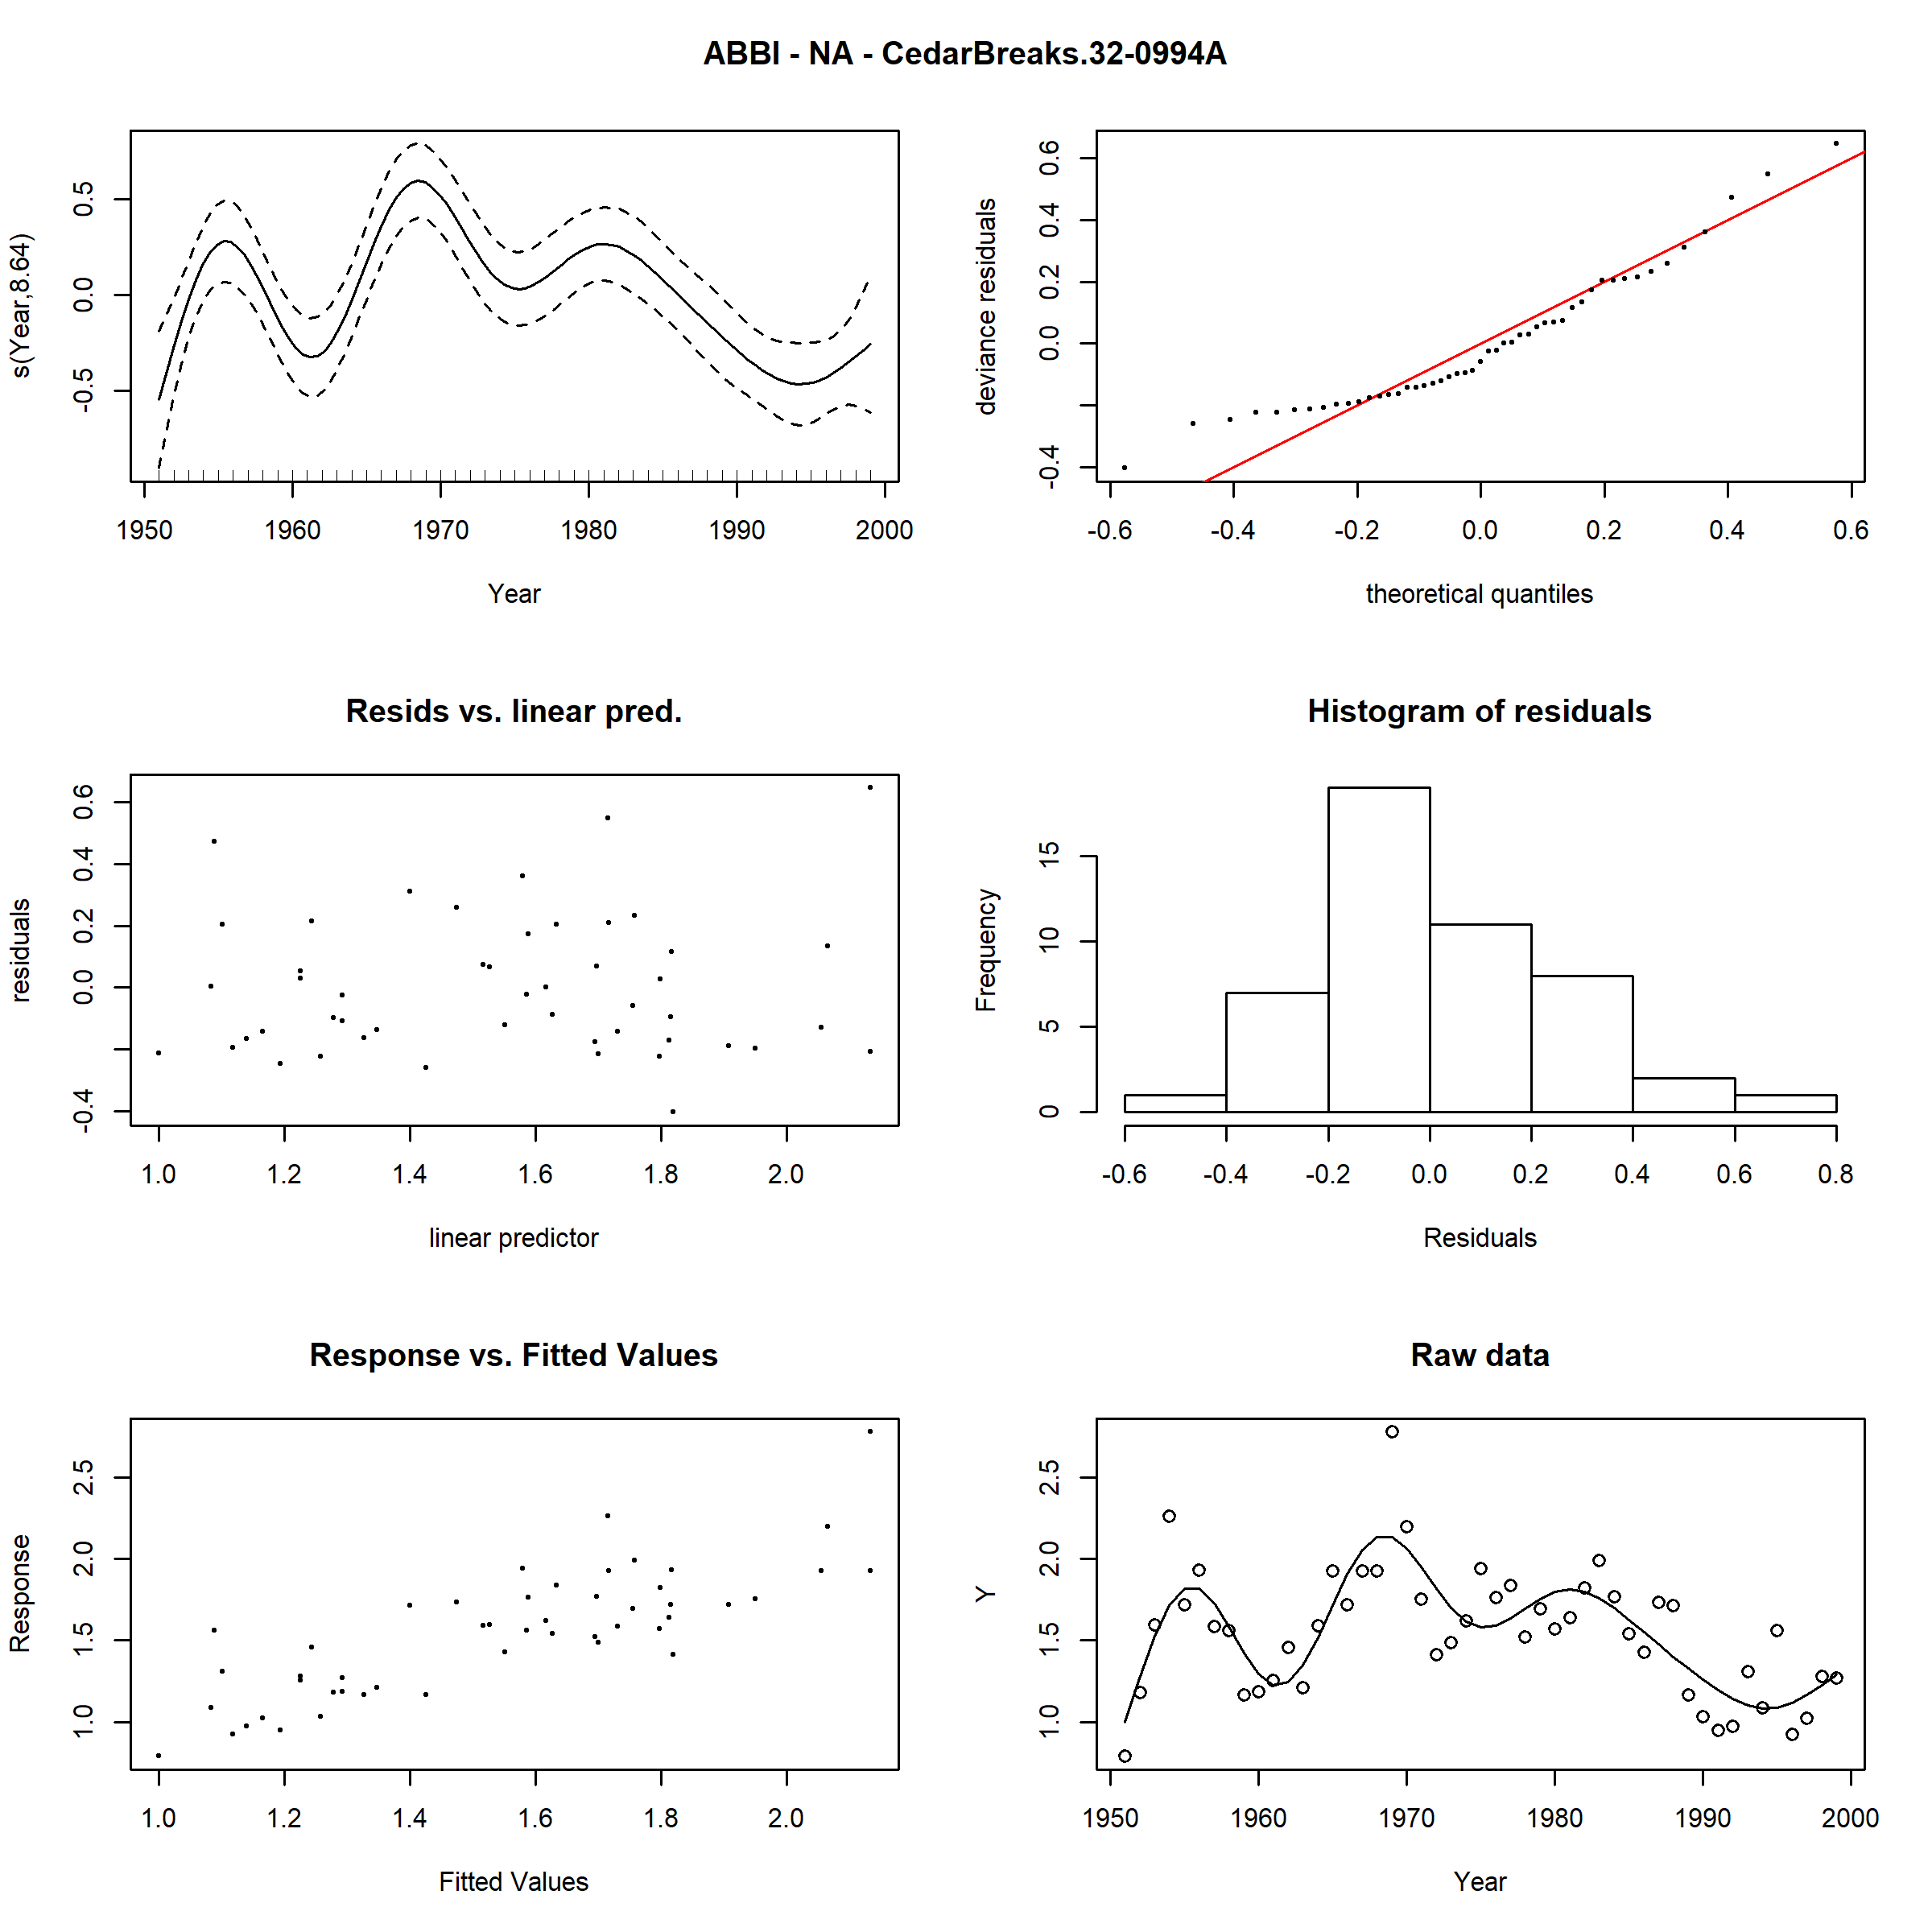 ABBI - NA - CedarBreaks.32-0994A
s(Year,8.64)
-0.5 0.0 0.5
1950 1960 1970 1980 1990 2000
Year
deviance residuals
-0.4 0.0 0.2 0.4 0.6
-0.6 -0.4 -0.2 0.0 0.2 0.4 0.6
theoretical quantiles
Resids vs. linear pred.
residuals
-0.4 0.0 0.2 0.4 0.6
1.0 1.2 1.4 1.6 1.8 2.0
linear predictor
Histogram of residuals
Frequency
0 5 10 15
-0.6 -0.4 -0.2 0.0 0.2 0.4 0.6 0.8
Residuals
Response vs. Fitted Values
Response
1.0 1.5 2.0 2.5
1.0 1.2 1.4 1.6 1.8 2.0
Fitted Values
Raw data
Y
1.0 1.5 2.0 2.5
1950 1960 1970 1980 1990 2000
Year